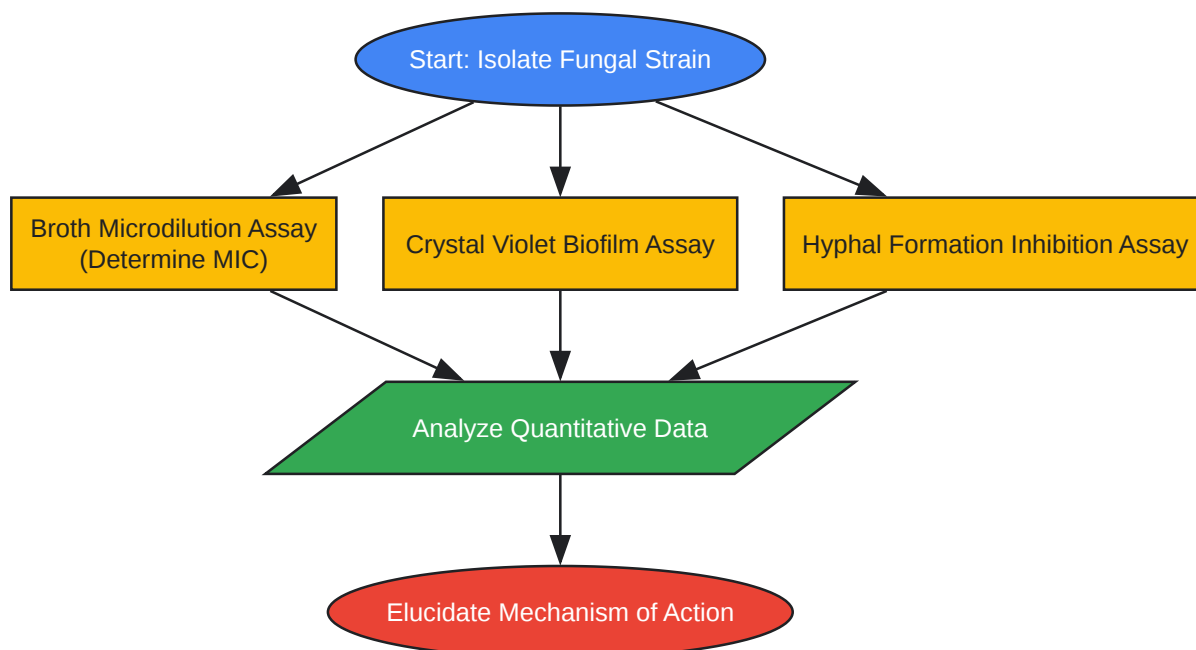 Start: Isolate Fungal Strain
Broth Microdilution Assay
(Determine MIC)
Crystal Violet Biofilm Assay
Hyphal Formation Inhibition Assay
Analyze Quantitative Data
Elucidate Mechanism of Action